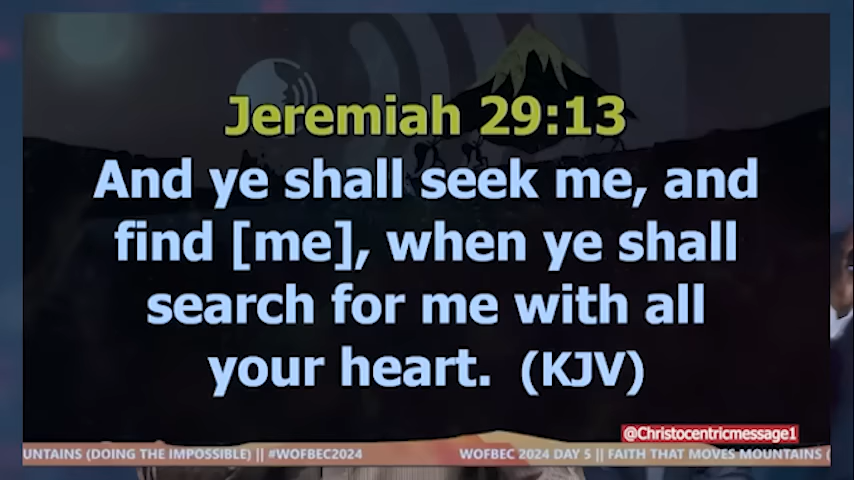 Jeremiah 29:13
And ye shall seek me, and
find [me], when ye shall
search for me with all
your heart. (KJV)
@Christocentricmessage1
UNTAINS (DOING THE IMPOSSIBLE) || #WOFBEC2024 WOFBEC 2024 DAY 5 || FAITH THAT MOVES MOUNTAINS (